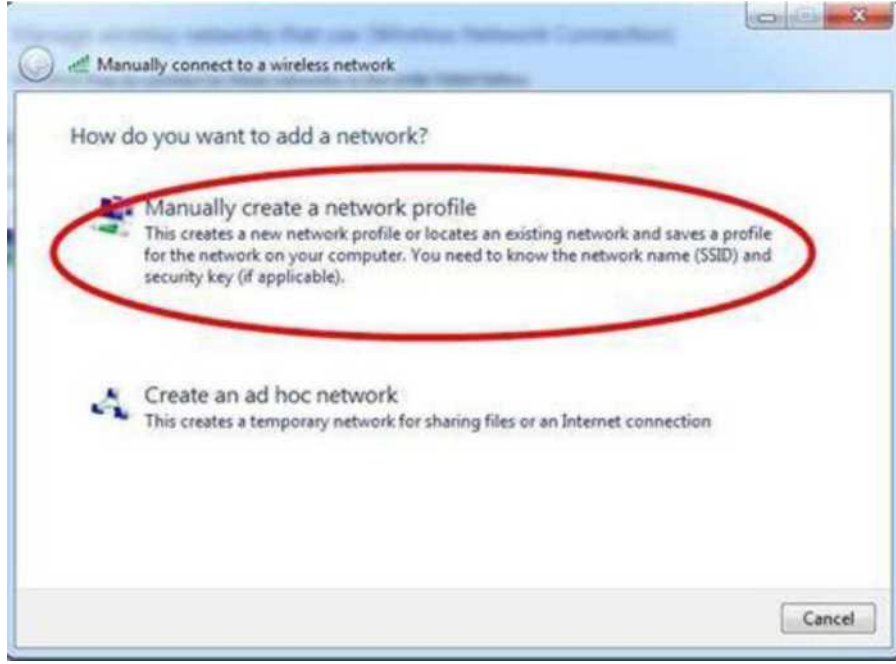 Manually connect to a wireless network
How do you want to add a network?
Manually create a network profile
This creates a new network profile or locates an existing network and saves a profile
for the network on your computer. You need to know the network name (SSID) and
security key (if applicable).
Create an ad hoc network
This creates a temporary network for sharing files or an Internet connection
Cancel